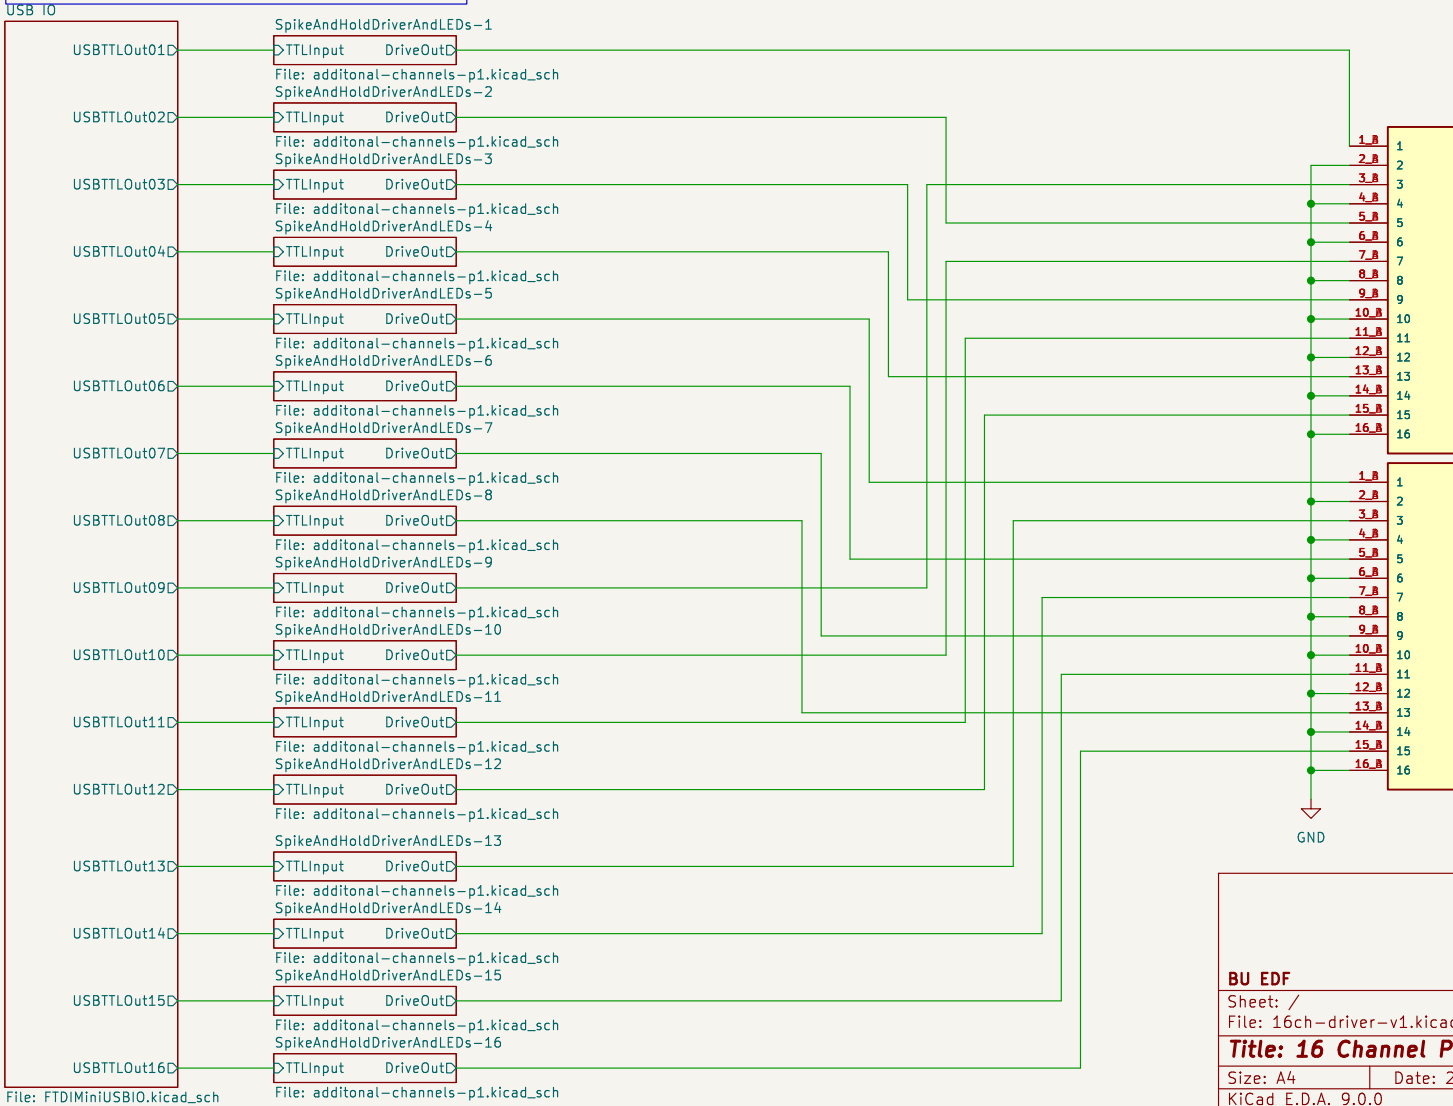 USB IO
SpikeAndHoldDriverAndLEDs-1
USBTTLOut01 TTLInput DriveOut
File: additonal-channels-p1.kicad_sch
SpikeAndHoldDriverAndLEDs-2
USBTTLOut02 TTLInput DriveOut
File: additonal-channels-p1.kicad_sch
SpikeAndHoldDriverAndLEDs-3
USBTTLOut03 TTLInput DriveOut
File: additonal-channels-p1.kicad_sch
SpikeAndHoldDriverAndLEDs-4
USBTTLOut04 TTLInput DriveOut
File: additonal-channels-p1.kicad_sch
SpikeAndHoldDriverAndLEDs-5
USBTTLOut05 TTLInput DriveOut
File: additonal-channels-p1.kicad_sch
SpikeAndHoldDriverAndLEDs-6
USBTTLOut06 TTLInput DriveOut
File: additonal-channels-p1.kicad_sch
SpikeAndHoldDriverAndLEDs-7
USBTTLOut07 TTLInput DriveOut
File: additonal-channels-p1.kicad_sch
SpikeAndHoldDriverAndLEDs-8
USBTTLOut08 TTLInput DriveOut
File: additonal-channels-p1.kicad_sch
SpikeAndHoldDriverAndLEDs-9
USBTTLOut09 TTLInput DriveOut
File: additonal-channels-p1.kicad_sch
SpikeAndHoldDriverAndLEDs-10
USBTTLOut10 TTLInput DriveOut
File: additonal-channels-p1.kicad_sch
SpikeAndHoldDriverAndLEDs-11
USBTTLOut11 TTLInput DriveOut
File: additonal-channels-p1.kicad_sch
SpikeAndHoldDriverAndLEDs-12
USBTTLOut12 TTLInput DriveOut
File: additonal-channels-p1.kicad_sch
SpikeAndHoldDriverAndLEDs-13
USBTTLOut13 TTLInput DriveOut
File: additonal-channels-p1.kicad_sch
SpikeAndHoldDriverAndLEDs-14
USBTTLOut14 TTLInput DriveOut
File: additonal-channels-p1.kicad_sch
SpikeAndHoldDriverAndLEDs-15
USBTTLOut15 TTLInput DriveOut
File: additonal-channels-p1.kicad_sch
SpikeAndHoldDriverAndLEDs-16
USBTTLOut16 TTLInput DriveOut
File: additonal-channels-p1.kicad_sch
File: FTDIMiniUSBIO.kicad_sch
1
2
3
4
5
6
7
8
9
10
11
12
13
14
15
16
1
2
3
4
5
6
7
8
9
10
11
12
13
14
15
16
GND
BU EDF
Sheet: /
File: 16ch-driver-v1.kica
Title: 16 Channel P
Size: A4 Date: 2
KiCad E.D.A. 9.0.0